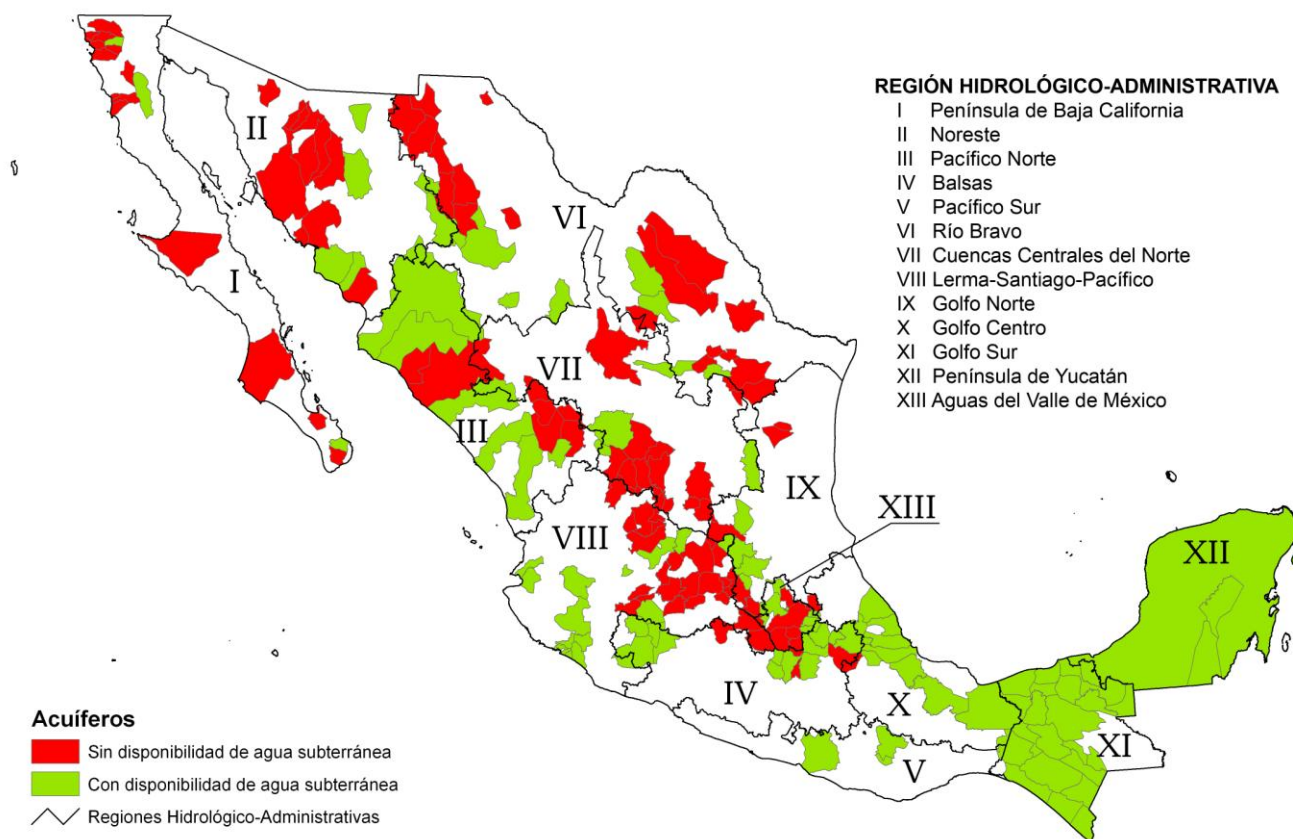 REGIÓN HIDROLÓGICO-ADMINISTRATIVA
I Península de Baja California
II Noreste
III Pacífico Norte
IV Balsas
V Pacífico Sur
VI Río Bravo
VII Cuencas Centrales del Norte
VIII Lerma-Santiago-Pacífico
IX Golfo Norte
X Golfo Centro
XI Golfo Sur
XII Península de Yucatán
XIII Aguas del Valle de México
II
VI
I
VII
III
IX
XIII
VIII
XII
IV
X
XI
V
Acuíferos
Sin disponibilidad de agua subterránea
Con disponibilidad de agua subterránea
Regiones Hidrológico-Administrativas